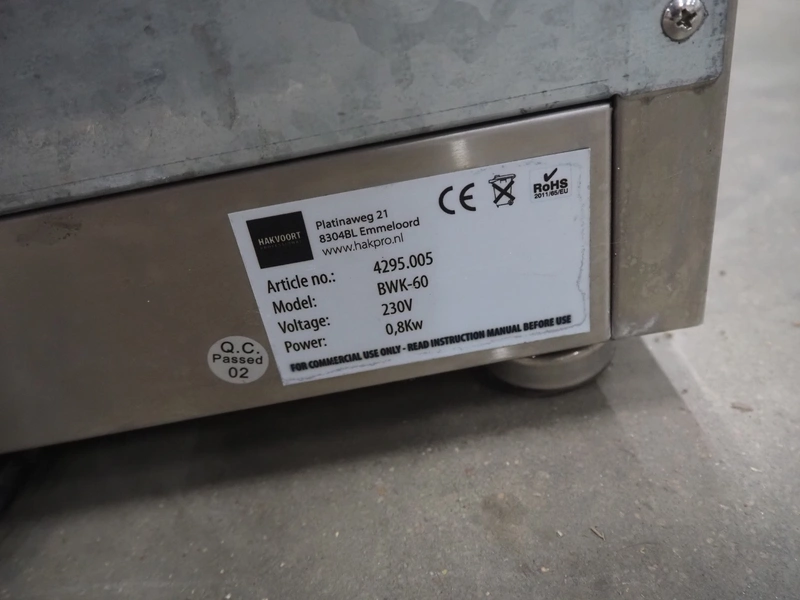 HAKVOORT
Platinaweg 21
8304BL Emmeloord
www.hakpro.nl
CE
RoHS
2011/65/EU
Article no.: 4295.005
Model: BWK-60
Voltage: 230V
Power: 0,8Kw
FOR COMMERCIAL USE ONLY - READ INSTRUCTION MANUAL BEFORE USE
Q.C.
Passed
02